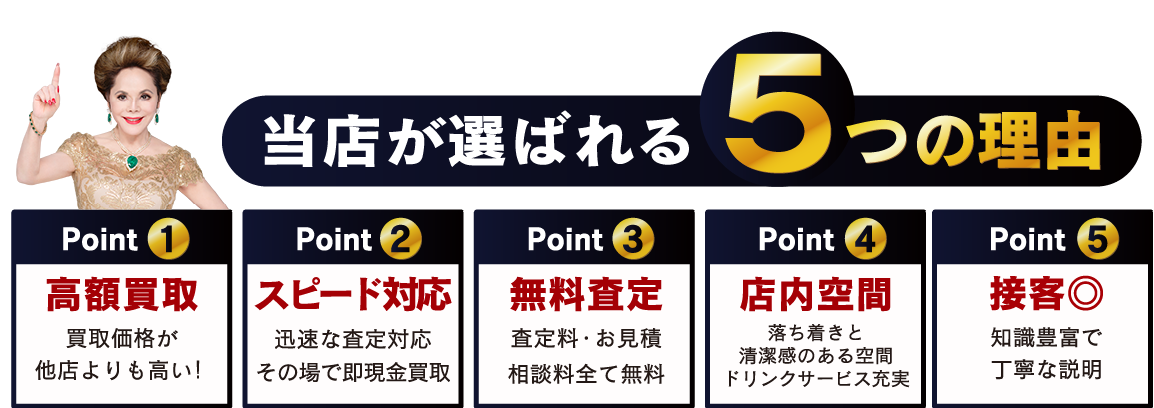 当店が選ばれる5つの理由
Point 1
高額買取
買取価格が
他店よりも高い!
Point 2
スピード対応
迅速な査定対応
その場で即現金買取
Point 3
無料査定
査定料・お見積
相談料全て無料
Point 4
店内空間
落ち着きと
清潔感のある空間
ドリンクサービス充実
Point 5
接客◎
知識豊富で
丁寧な説明